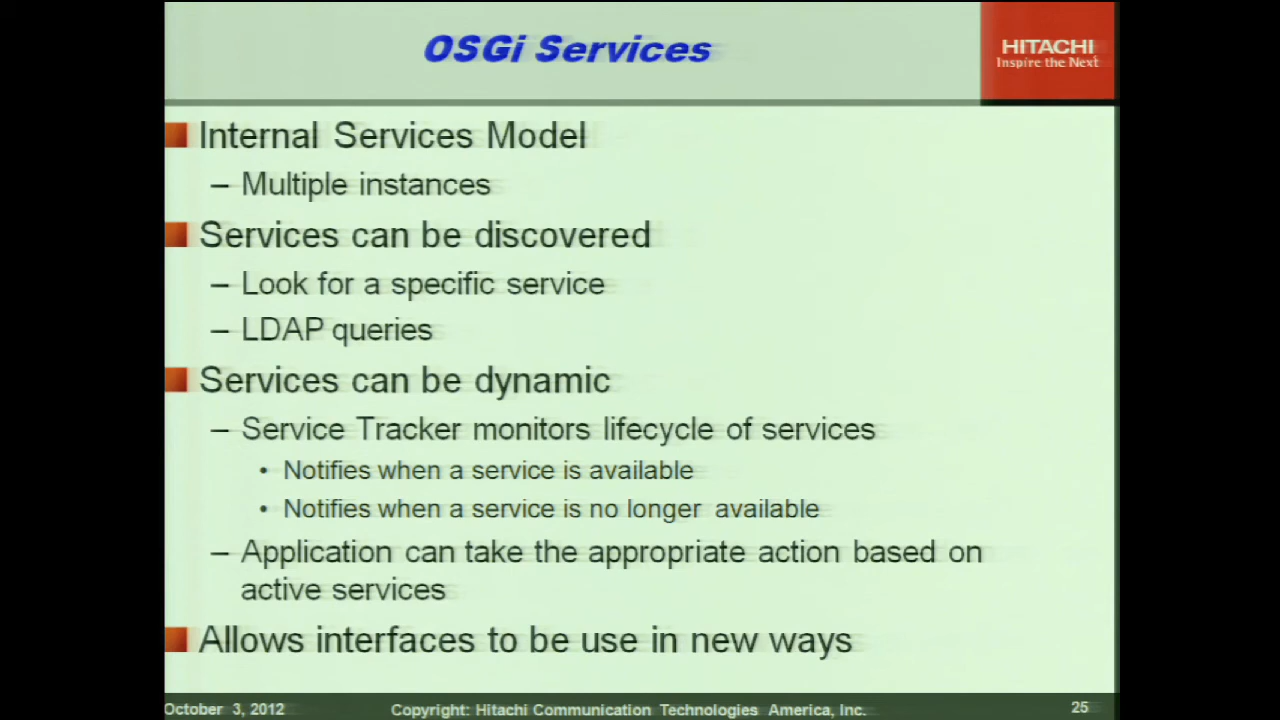 OSGi Services
HITACHI
Inspire the Next
Internal Services Model
– Multiple instances
Services can be discovered
– Look for a specific service
– LDAP queries
Services can be dynamic
– Service Tracker monitors lifecycle of services
• Notifies when a service is available
• Notifies when a service is no longer available
– Application can take the appropriate action based on
active services
Allows interfaces to be use in new ways
October 3, 2012
Copyright: Hitachi Communication Technologies America, Inc.
25